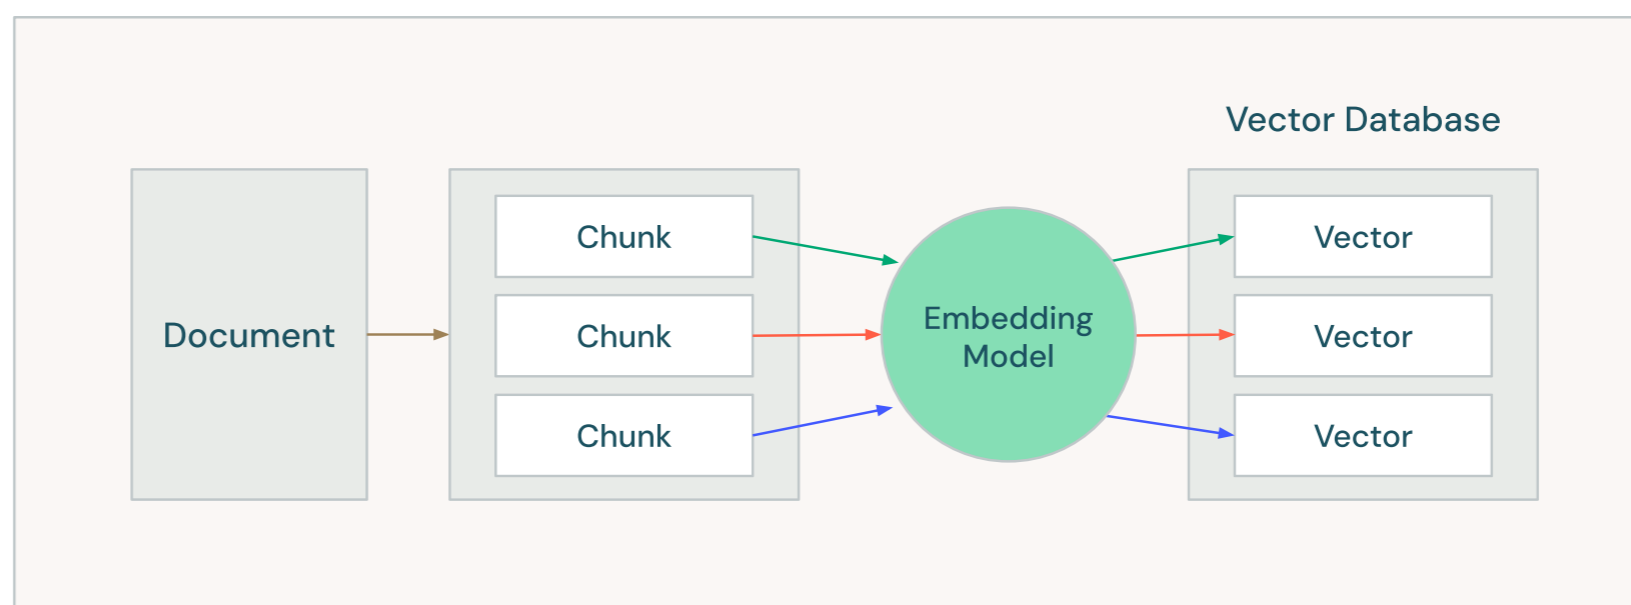 Vector Database
Document
Chunk
Chunk
Chunk
Embedding
Model
Vector
Vector
Vector